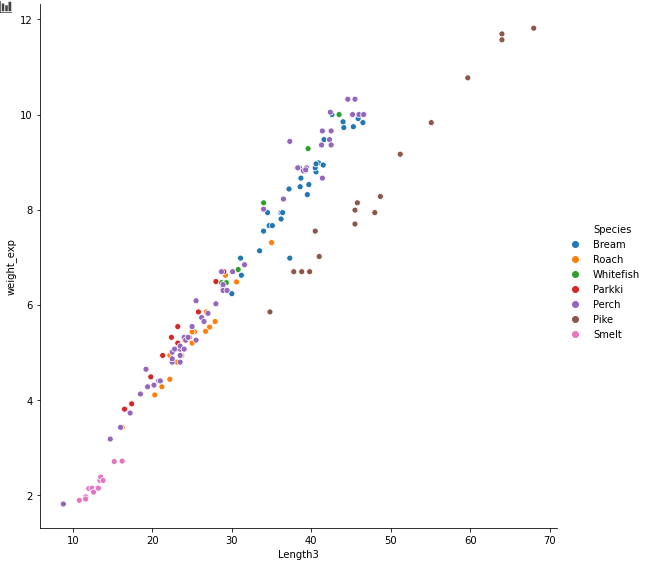 12
10
8
6
4
2
weight_exp
10
20
30
40
50
60
70
Length3
Species
Bream
Roach
Whitefish
Parkki
Perch
Pike
Smelt